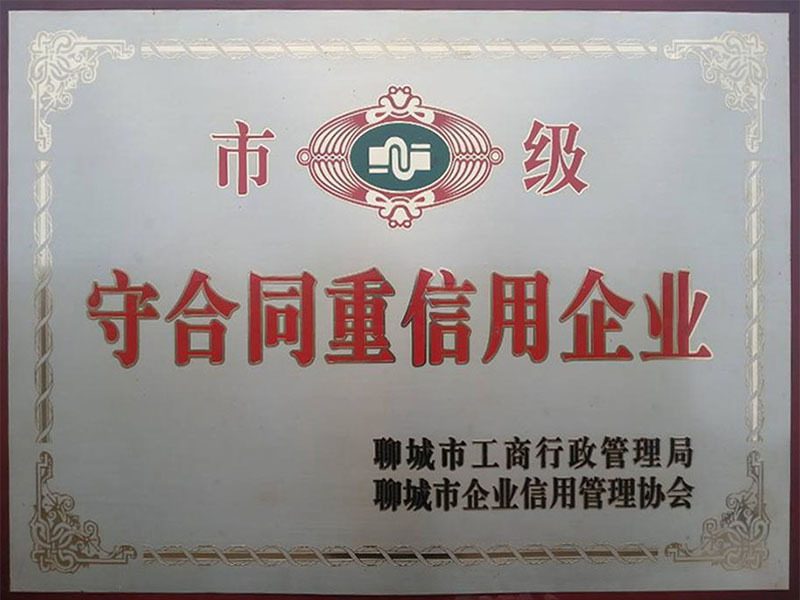 市 级
守合同重信用企业
聊城市工商行政管理局
聊城市企业信用管理协会